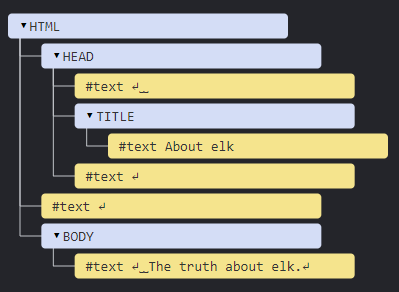 ▾ HTML
▾ HEAD
#text ↵␣␣
▾ TITLE
#text About elk
#text ↵
#text ↵
▾ BODY
#text ↵␣␣The truth about elk.↵